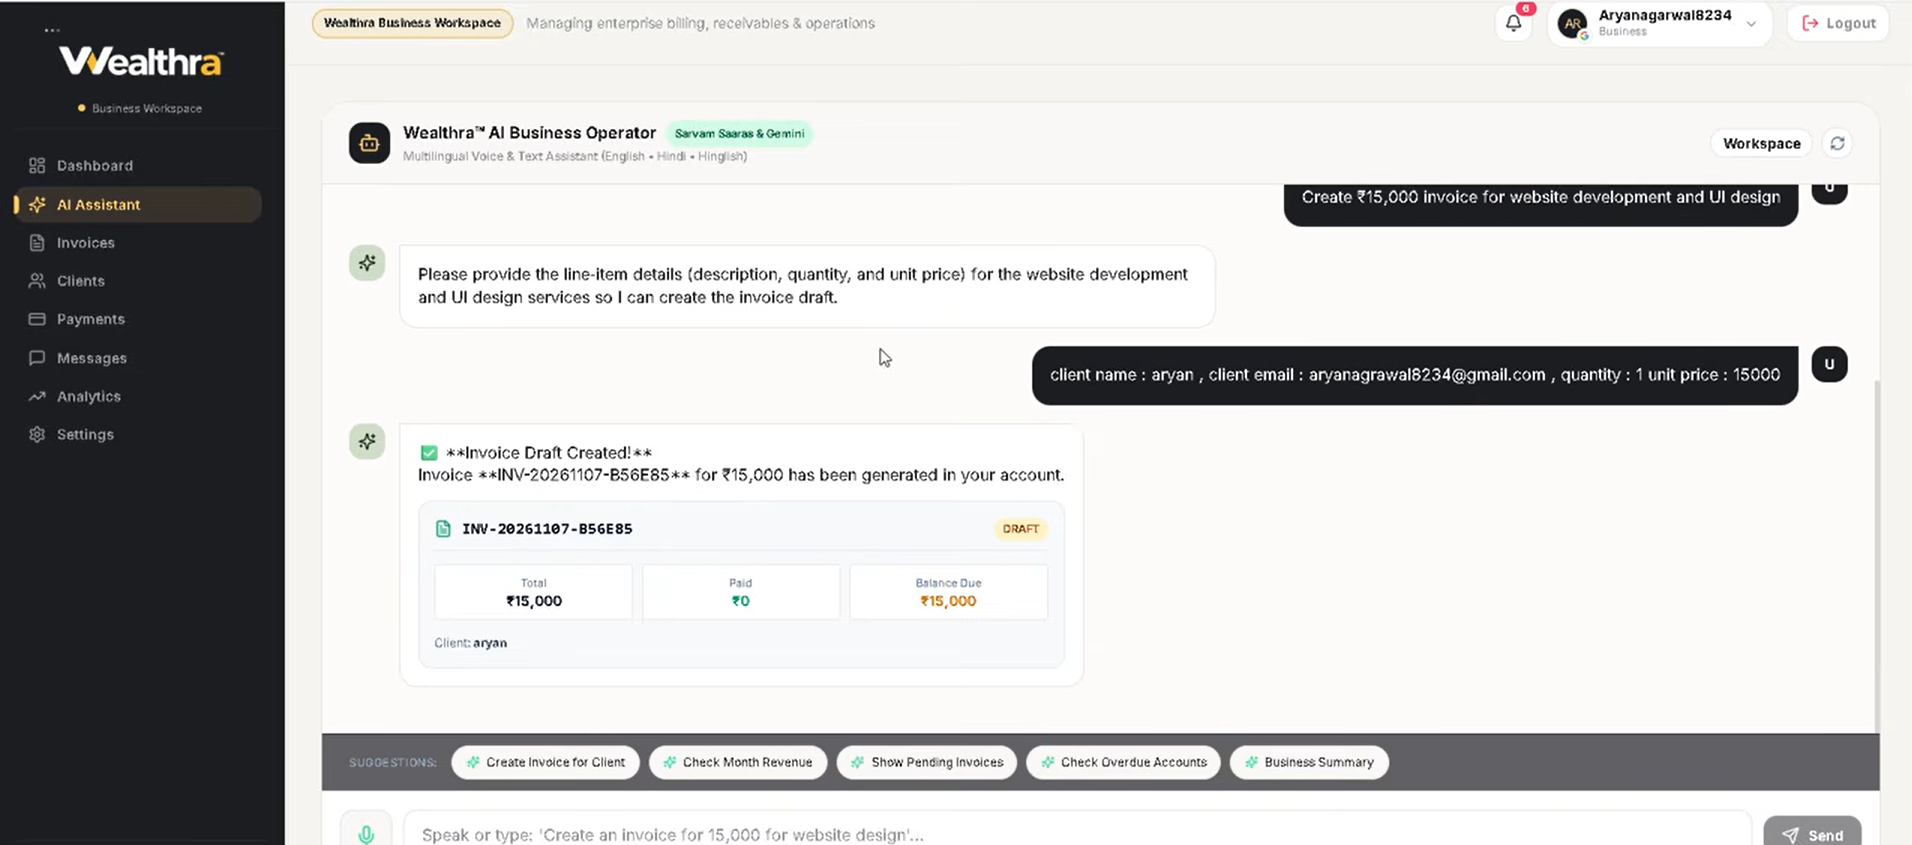 Wealthra™
Business Workspace
Dashboard
AI Assistant
Invoices
Clients
Payments
Messages
Analytics
Settings
Wealthra Business Workspace
Managing enterprise billing, receivables & operations
6
AR
Aryanagarwal8234
Business
Logout
Wealthra™ AI Business Operator
Sarvam Saaras & Gemini
Multilingual Voice & Text Assistant (English • Hindi • Hinglish)
Workspace
Create ₹15,000 invoice for website development and UI design
U
Please provide the line-item details (description, quantity, and unit price) for the website development
and UI design services so I can create the invoice draft.
client name : aryan , client email : aryanagrawal8234@gmail.com , quantity : 1 unit price : 15000
U
✅ **Invoice Draft Created!**
Invoice **INV-20261107-B56E85** for ₹15,000 has been generated in your account.
INV-20261107-B56E85
DRAFT
Total
₹15,000
Paid
₹0
Balance Due
₹15,000
Client: aryan
SUGGESTIONS:
Create Invoice for Client
Check Month Revenue
Show Pending Invoices
Check Overdue Accounts
Business Summary
Speak or type: 'Create an invoice for 15,000 for website design'...
Send